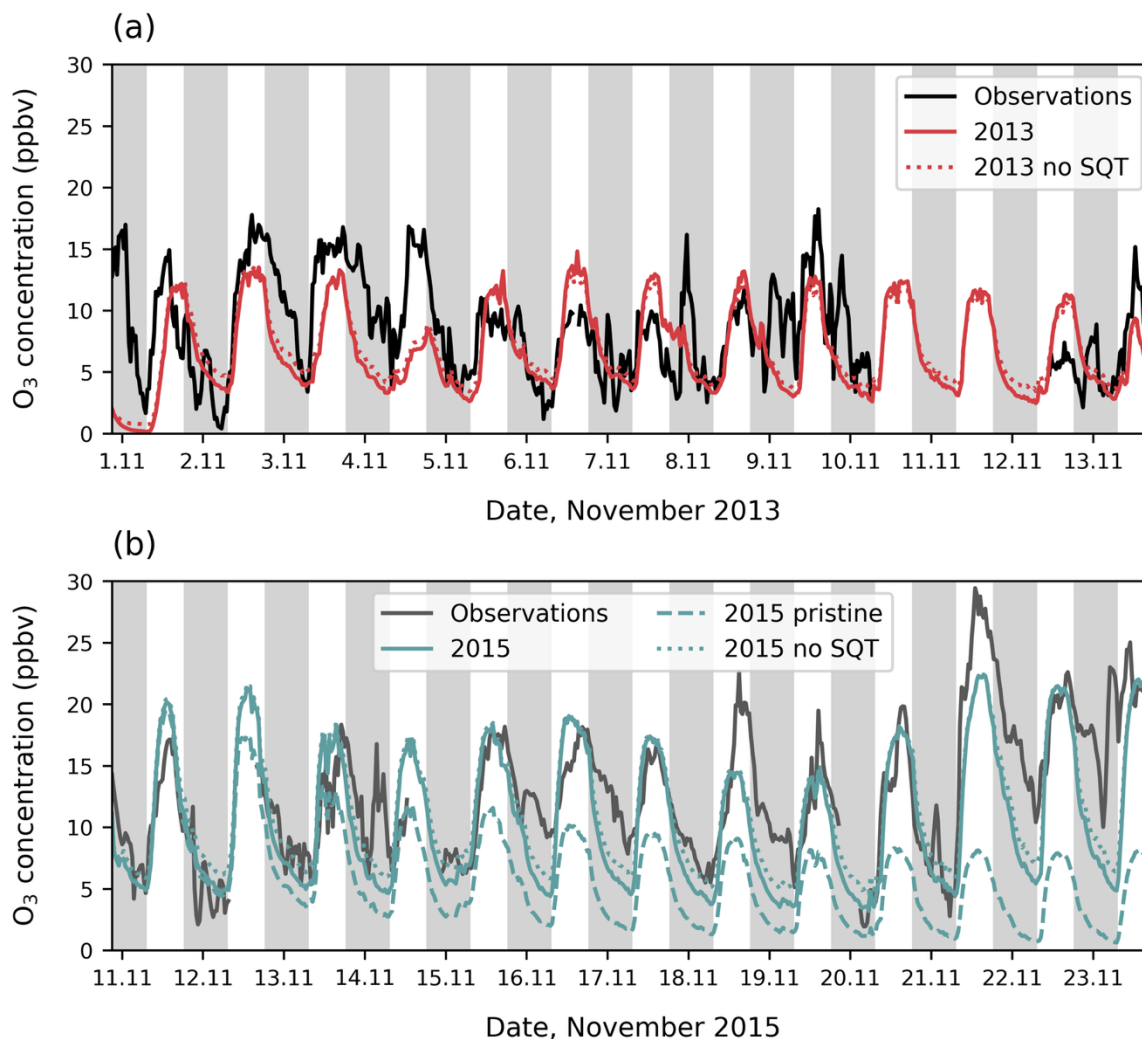 (a)
O3 concentration (ppbv)
30
25
20
15
10
5
0
Observations
2013
2013 no SQT
1.11 2.11 3.11 4.11 5.11 6.11 7.11 8.11 9.11 10.11 11.11 12.11 13.11
Date, November 2013
(b)
O3 concentration (ppbv)
30
25
20
15
10
5
0
Observations
2015
2015 pristine
2015 no SQT
11.11 12.11 13.11 14.11 15.11 16.11 17.11 18.11 19.11 20.11 21.11 22.11 23.11
Date, November 2015